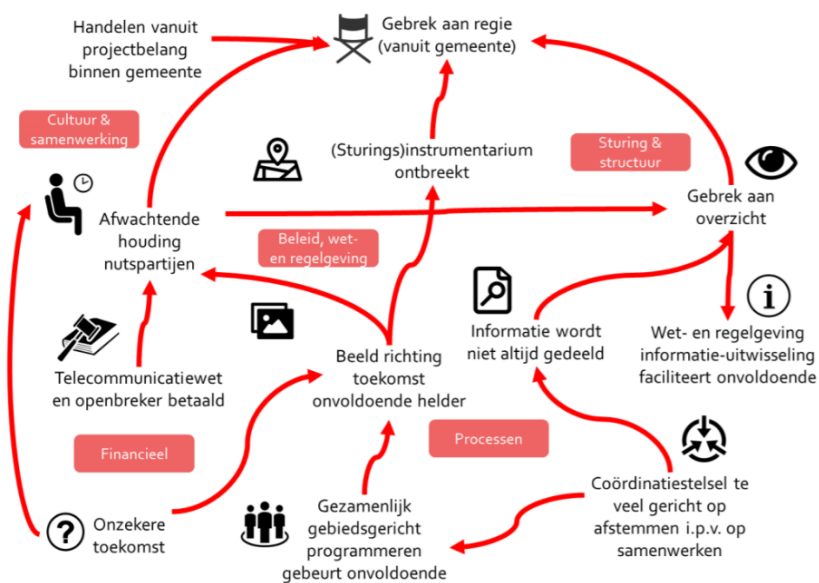 Handelen vanuit
projectbelang
binnen gemeente
Gebrek aan regie
(vanuit gemeente)
Cultuur &
samenwerking
(Sturings)instrumentarium
ontbreekt
Sturing &
structuur
Afwachtende
houding
nutspartijen
Beleid, wet-
en regelgeving
Gebrek aan
overzicht
Telecommunicatiewet
en openbreker betaald
Beeld richting
toekomst
onvoldoende helder
Informatie wordt
niet altijd gedeeld
Wet- en regelgeving
informatie-uitwisseling
faciliteert onvoldoende
Financieel
Processen
Onzekere
toekomst
Gezamenlijk
gebiedsgericht
programmeren
gebeurt onvoldoende
Coördinatiestelsel te
veel gericht op
afstemmen i.p.v. op
samenwerken